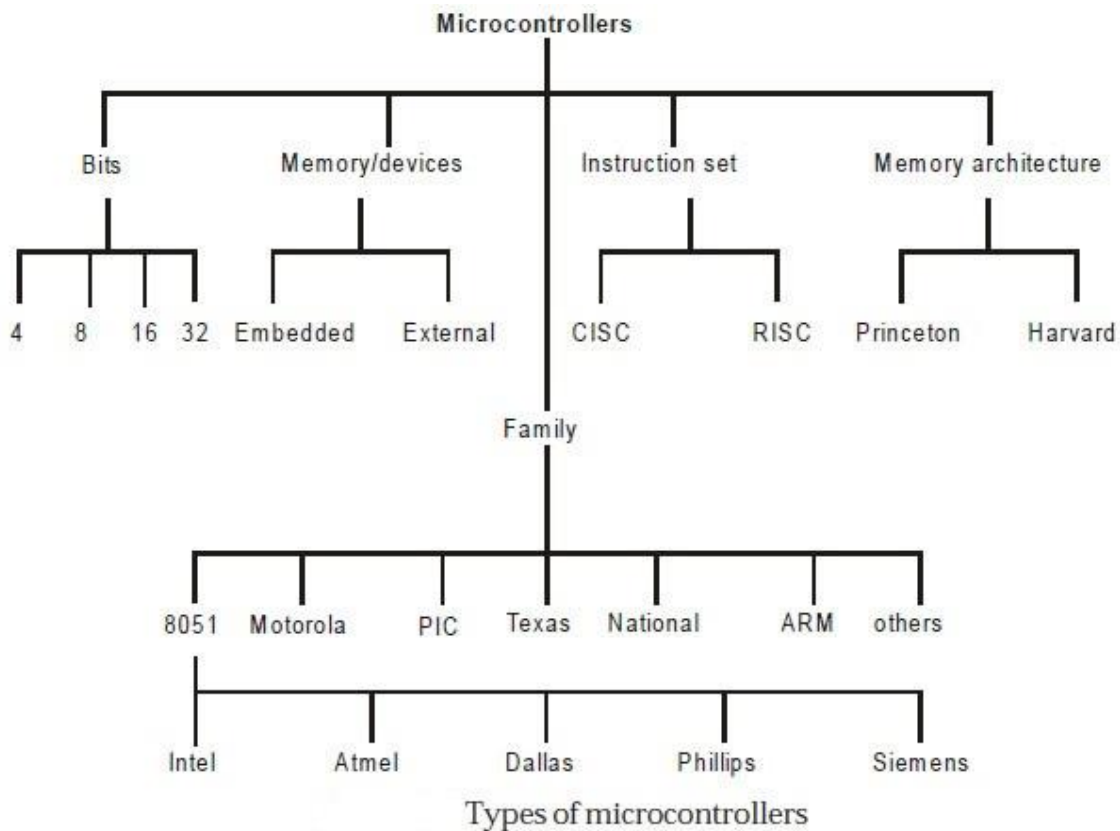 Microcontrollers
Bits Memory/devices Instruction set Memory architecture
4 8 16 32 Embedded External CISC RISC Princeton Harvard
Family
8051 Motorola PIC Texas National ARM others
Intel Atmel Dallas Phillips Siemens
Types of microcontrollers